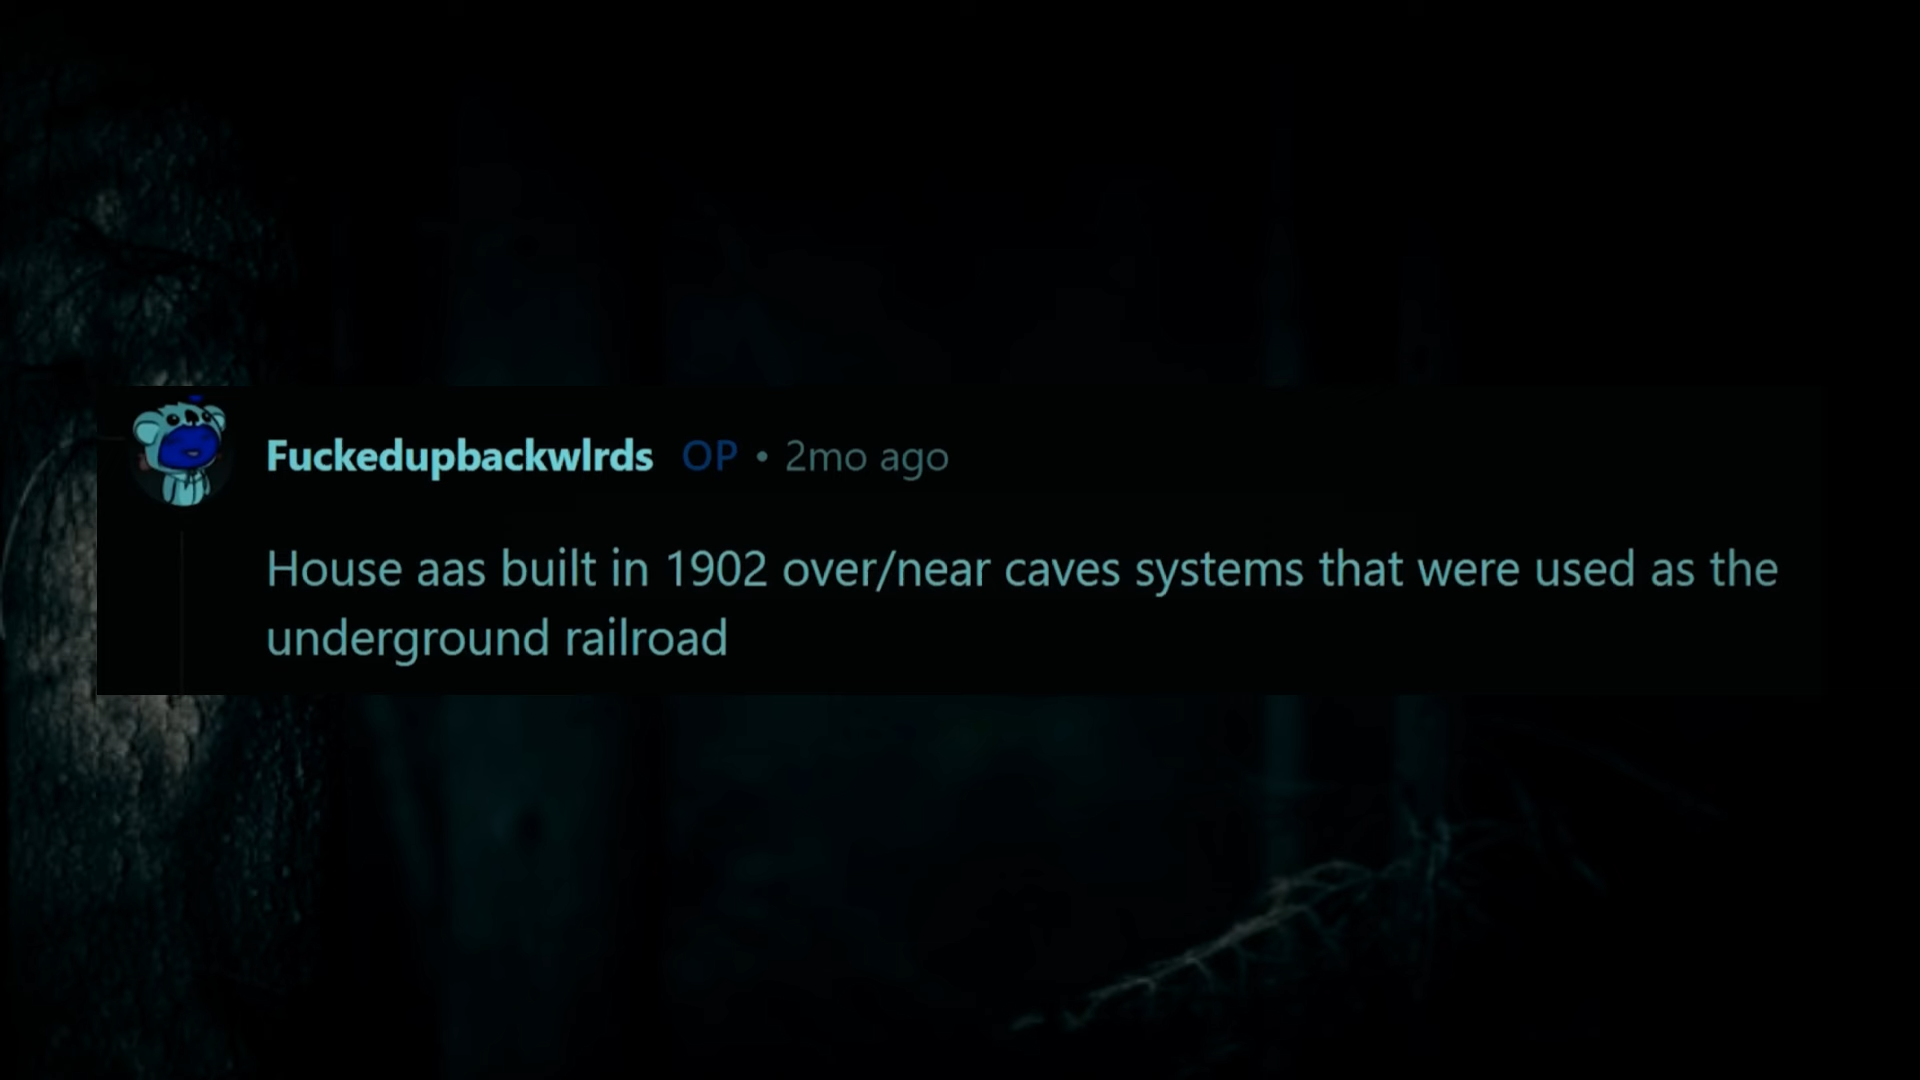 Fuckedupbackwlrds OP • 2mo ago
House aas built in 1902 over/near caves systems that were used as the
underground railroad